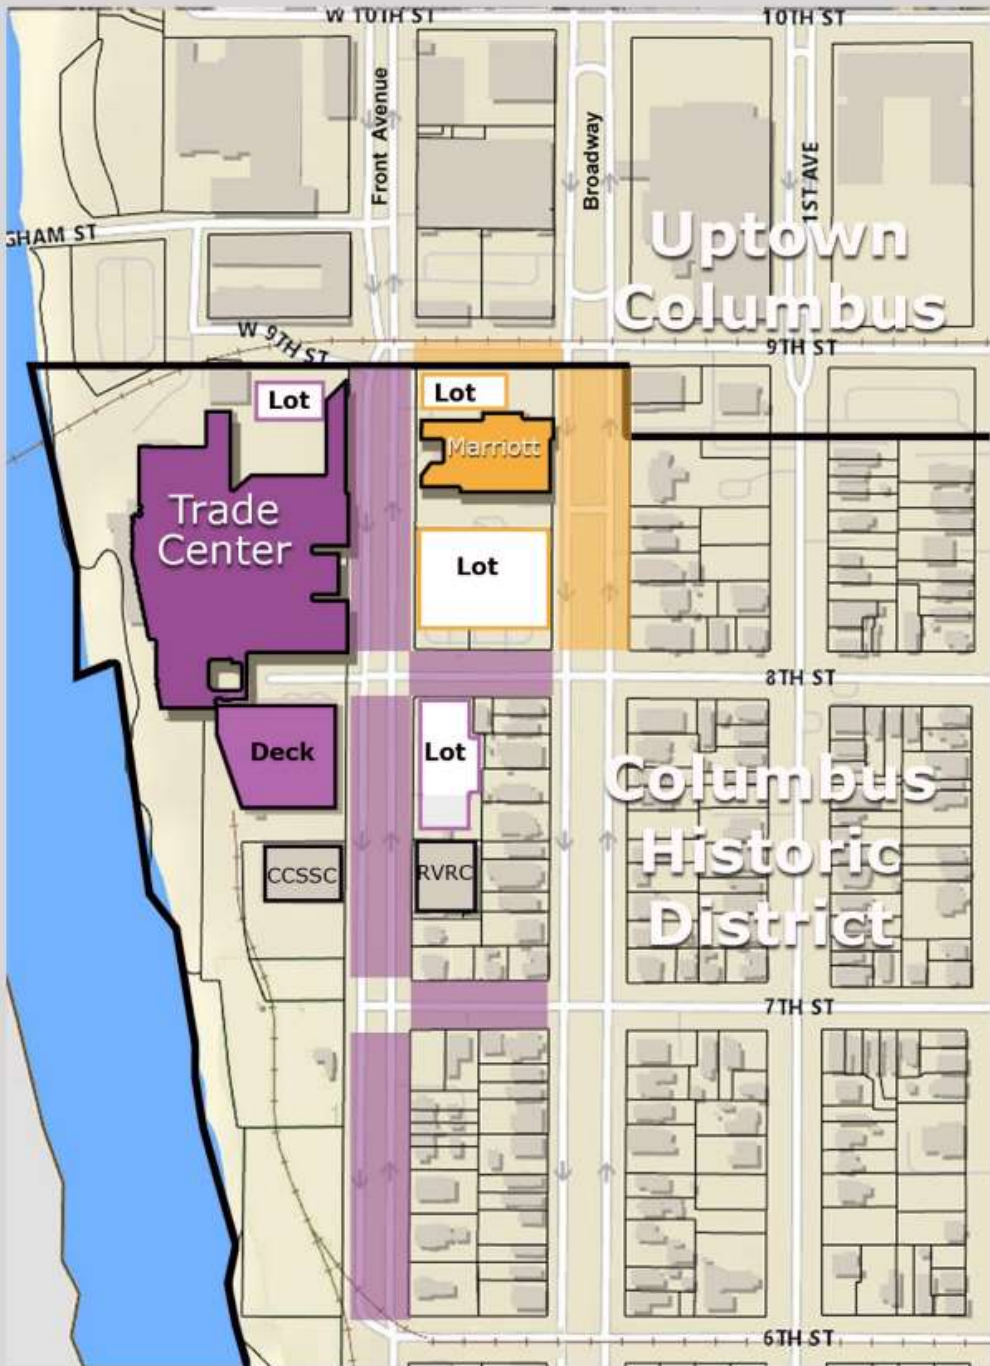 W 10TH ST
10TH ST
Front Avenue
Broadway
1ST AVE
GHAM ST
Uptown
Columbus
W 9TH ST
9TH ST
Lot
Lot
Marriott
Trade
Center
Lot
8TH ST
Deck
Lot
Columbus
Historic
District
CCSSC
RVRC
7TH ST
6TH ST